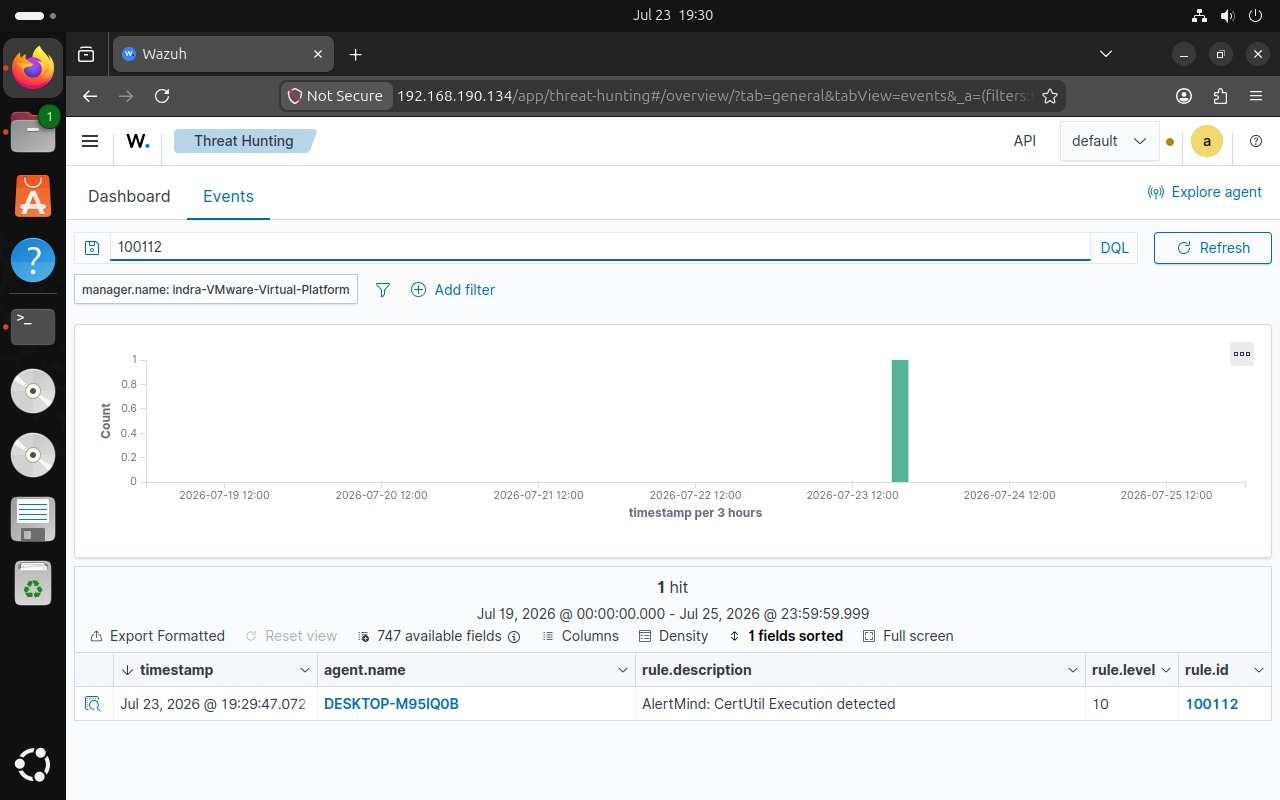 Jul 23 19:30
Wazuh
1
Not Secure 192.168.190.134/app/threat-hunting#/overview/?tab=general&tabView=events&_a=(filters:
W. Threat Hunting API default a
Dashboard Events Explore agent
100112 DQL Refresh
manager.name: indra-VMware-Virtual-Platform Add filter
1
0.8
0.6
0.4
0.2
0
Count
2026-07-19 12:00 2026-07-20 12:00 2026-07-21 12:00 2026-07-22 12:00 2026-07-23 12:00 2026-07-24 12:00 2026-07-25 12:00
timestamp per 3 hours
1 hit
Jul 19, 2026 @ 00:00:00.000 - Jul 25, 2026 @ 23:59:59.999
Export Formatted Reset view 747 available fields Columns Density 1 fields sorted Full screen
timestamp agent.name rule.description rule.level rule.id
Jul 23, 2026 @ 19:29:47.072 DESKTOP-M95IQ0B AlertMind: CertUtil Execution detected 10 100112